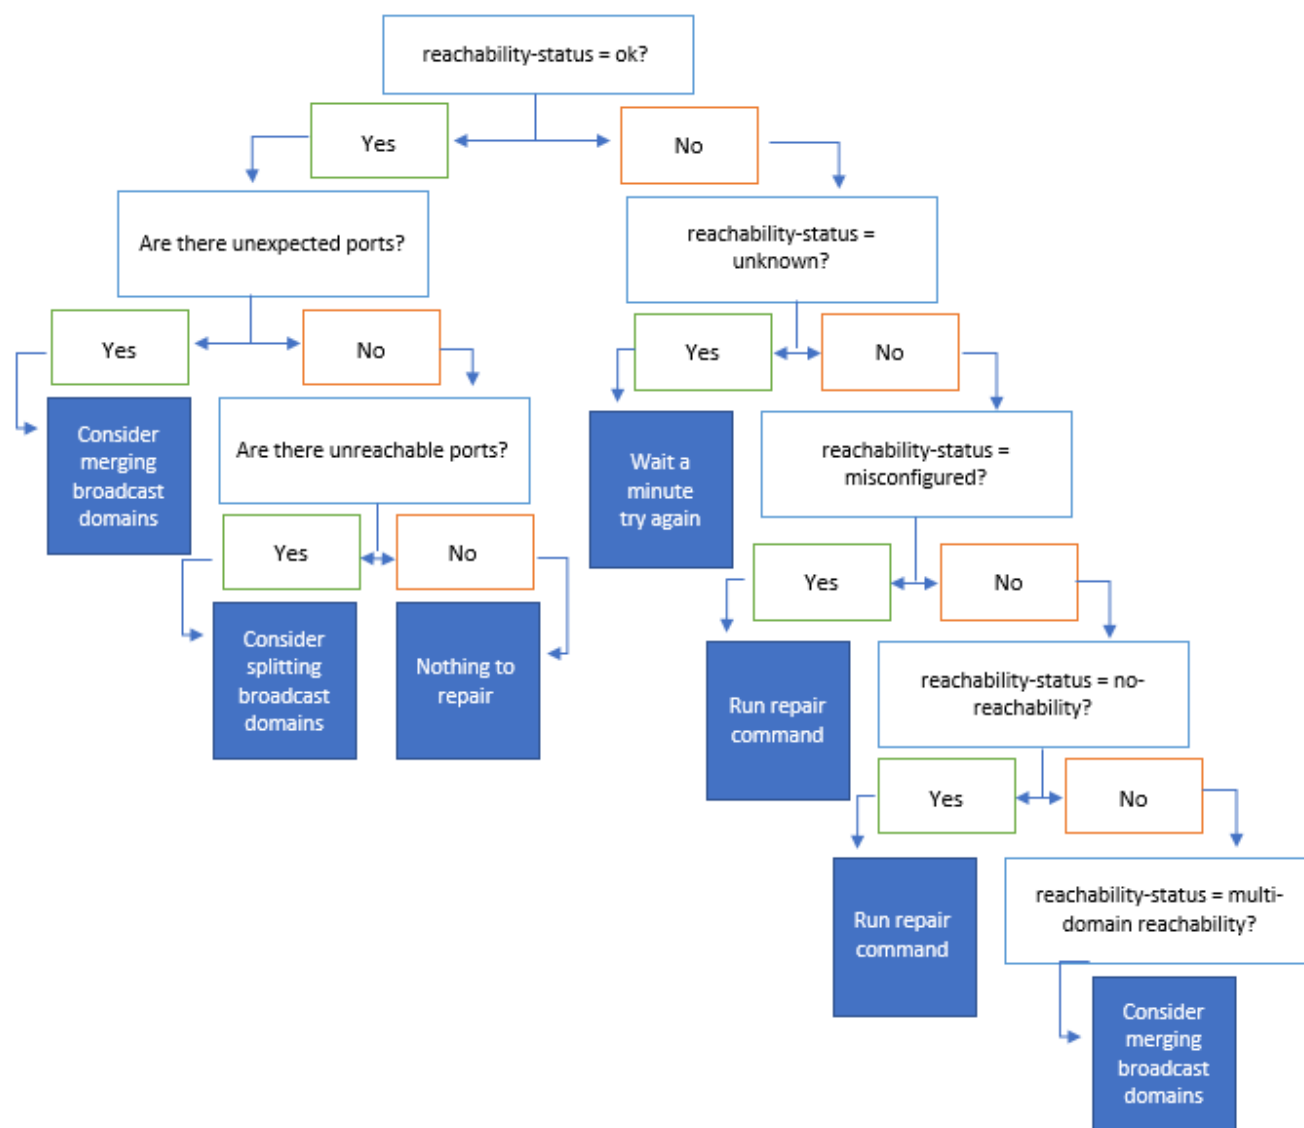 reachability-status = ok?
Yes
No
Are there unexpected ports?
reachability-status =
unknown?
Yes
No
Yes
No
Consider
merging
broadcast
domains
Are there unreachable ports?
Wait a
minute
try again
reachability-status =
misconfigured?
Yes
No
Yes
No
Consider
splitting
broadcast
domains
Nothing to
repair
Run repair
command
reachability-status = no-
reachability?
Yes
No
Run repair
command
reachability-status = multi-
domain reachability?
Consider
merging
broadcast
domains